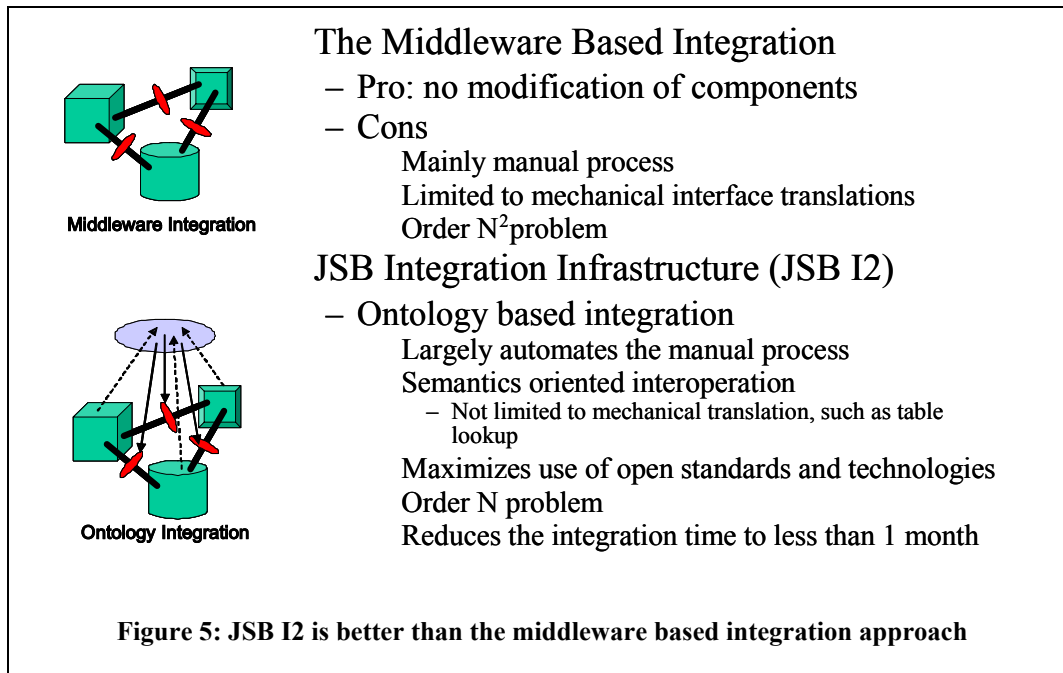 The Middleware Based Integration
– Pro: no modification of components
– Cons
Mainly manual process
Limited to mechanical interface translations
Order N² problem
Middleware Integration
JSB Integration Infrastructure (JSB I2)
– Ontology based integration
Largely automates the manual process
Semantics oriented interoperation
– Not limited to mechanical translation, such as table
lookup
Maximizes use of open standards and technologies
Order N problem
Reduces the integration time to less than 1 month
Ontology Integration
Figure 5: JSB I2 is better than the middleware based integration approach